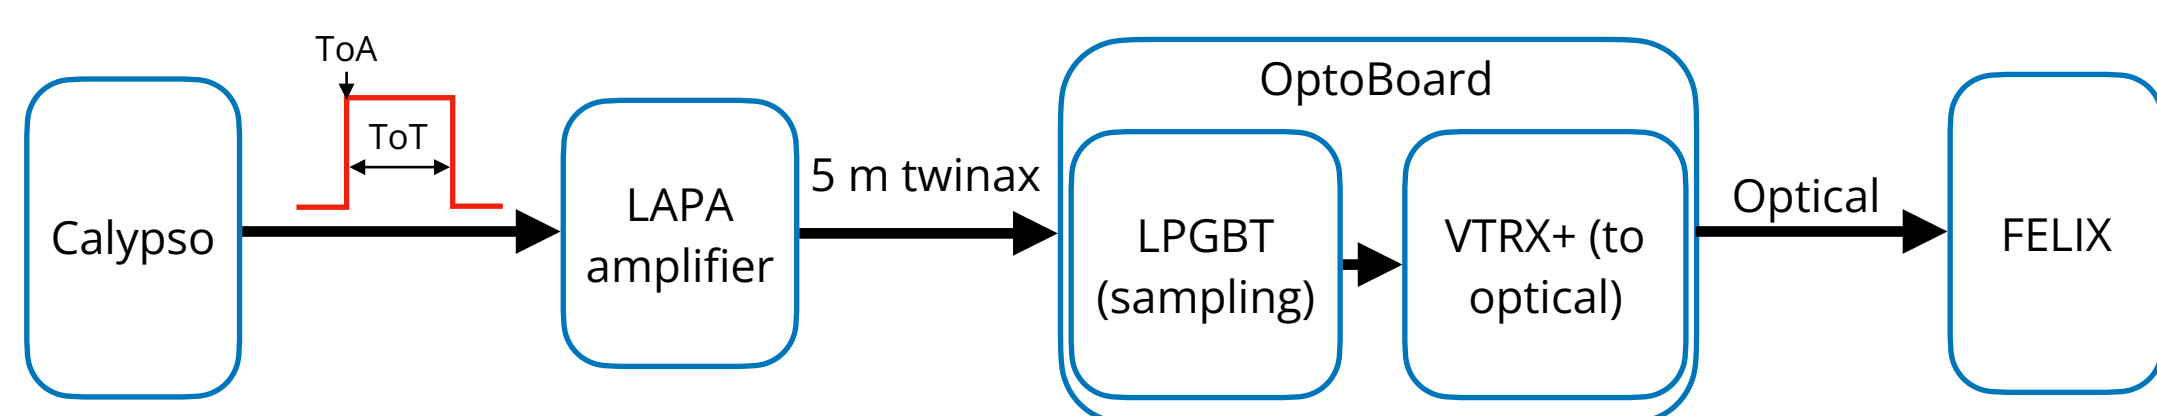 ToA
ToT
Calypso
LAPA
amplifier
5 m twinax
OptoBoard
LPGBT
(sampling)
VTRX+ (to
optical)
Optical
FELIX